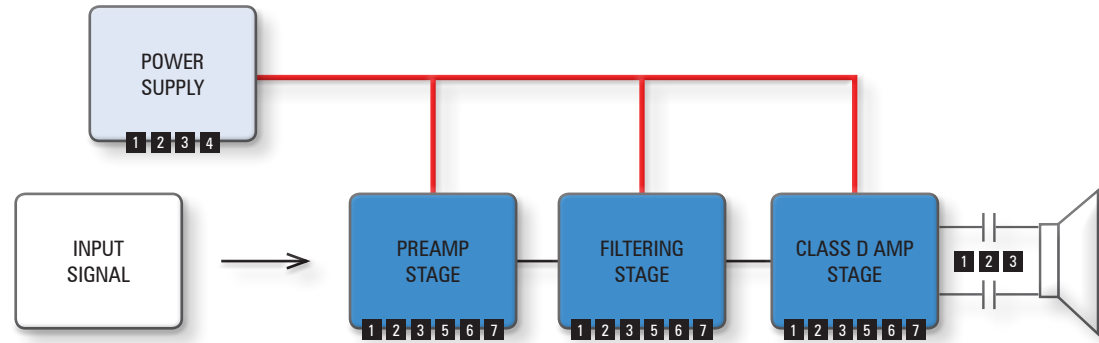 POWER
SUPPLY
1 2 3 4
INPUT
SIGNAL
PREAMP
STAGE
1 2 3 5 6 7
FILTERING
STAGE
1 2 3 5 6 7
CLASS D AMP
STAGE
1 2 3 5 6 7
1 2 3